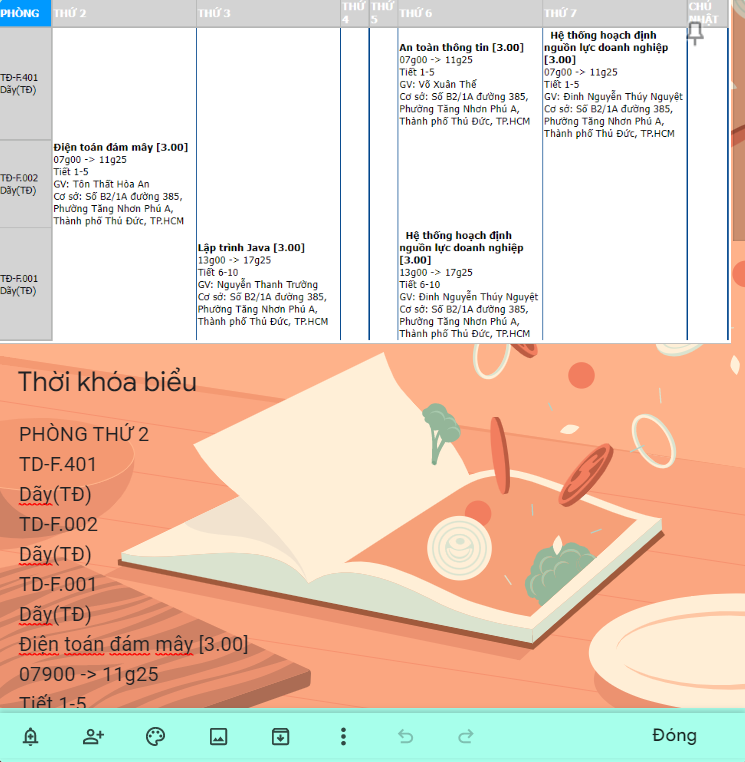 PHÒNG
THỨ 2
THỨ 3
THỨ 4
THỨ 5
THỨ 6
THỨ 7
CHỦ NHẬT
TĐ-F.401
Dãy(TĐ)
An toàn thông tin [3.00]
07g00 -> 11g25
Tiết 1-5
GV: Võ Xuân Thể
Cơ sở: Số B2/1A đường 385,
Phường Tăng Nhơn Phú A,
Thành phố Thủ Đức, TP.HCM
Hệ thống hoạch định
nguồn lực doanh nghiệp
[3.00]
07g00 -> 11g25
Tiết 1-5
GV: Đinh Nguyễn Thúy Nguyệt
Cơ sở: Số B2/1A đường 385,
Phường Tăng Nhơn Phú A,
Thành phố Thủ Đức, TP.HCM
TĐ-F.002
Dãy(TĐ)
Điện toán đám mây [3.00]
07g00 -> 11g25
Tiết 1-5
GV: Tôn Thất Hòa An
Cơ sở: Số B2/1A đường 385,
Phường Tăng Nhơn Phú A,
Thành phố Thủ Đức, TP.HCM
TĐ-F.001
Dãy(TĐ)
Lập trình Java [3.00]
13g00 -> 17g25
Tiết 6-10
GV: Nguyễn Thanh Trường
Cơ sở: Số B2/1A đường 385,
Phường Tăng Nhơn Phú A,
Thành phố Thủ Đức, TP.HCM
Hệ thống hoạch định
nguồn lực doanh nghiệp
[3.00]
13g00 -> 17g25
Tiết 6-10
GV: Đinh Nguyễn Thúy Nguyệt
Cơ sở: Số B2/1A đường 385,
Phường Tăng Nhơn Phú A,
Thành phố Thủ Đức, TP.HCM
Thời khóa biểu
PHÒNG THỨ 2
TD-F.401
Dãy(TĐ)
TD-F.002
Dãy(TĐ)
TD-F.001
Dãy(TĐ)
Điện toán đám mây [3.00]
07900 -> 11g25
Tiết 1-5
Đóng